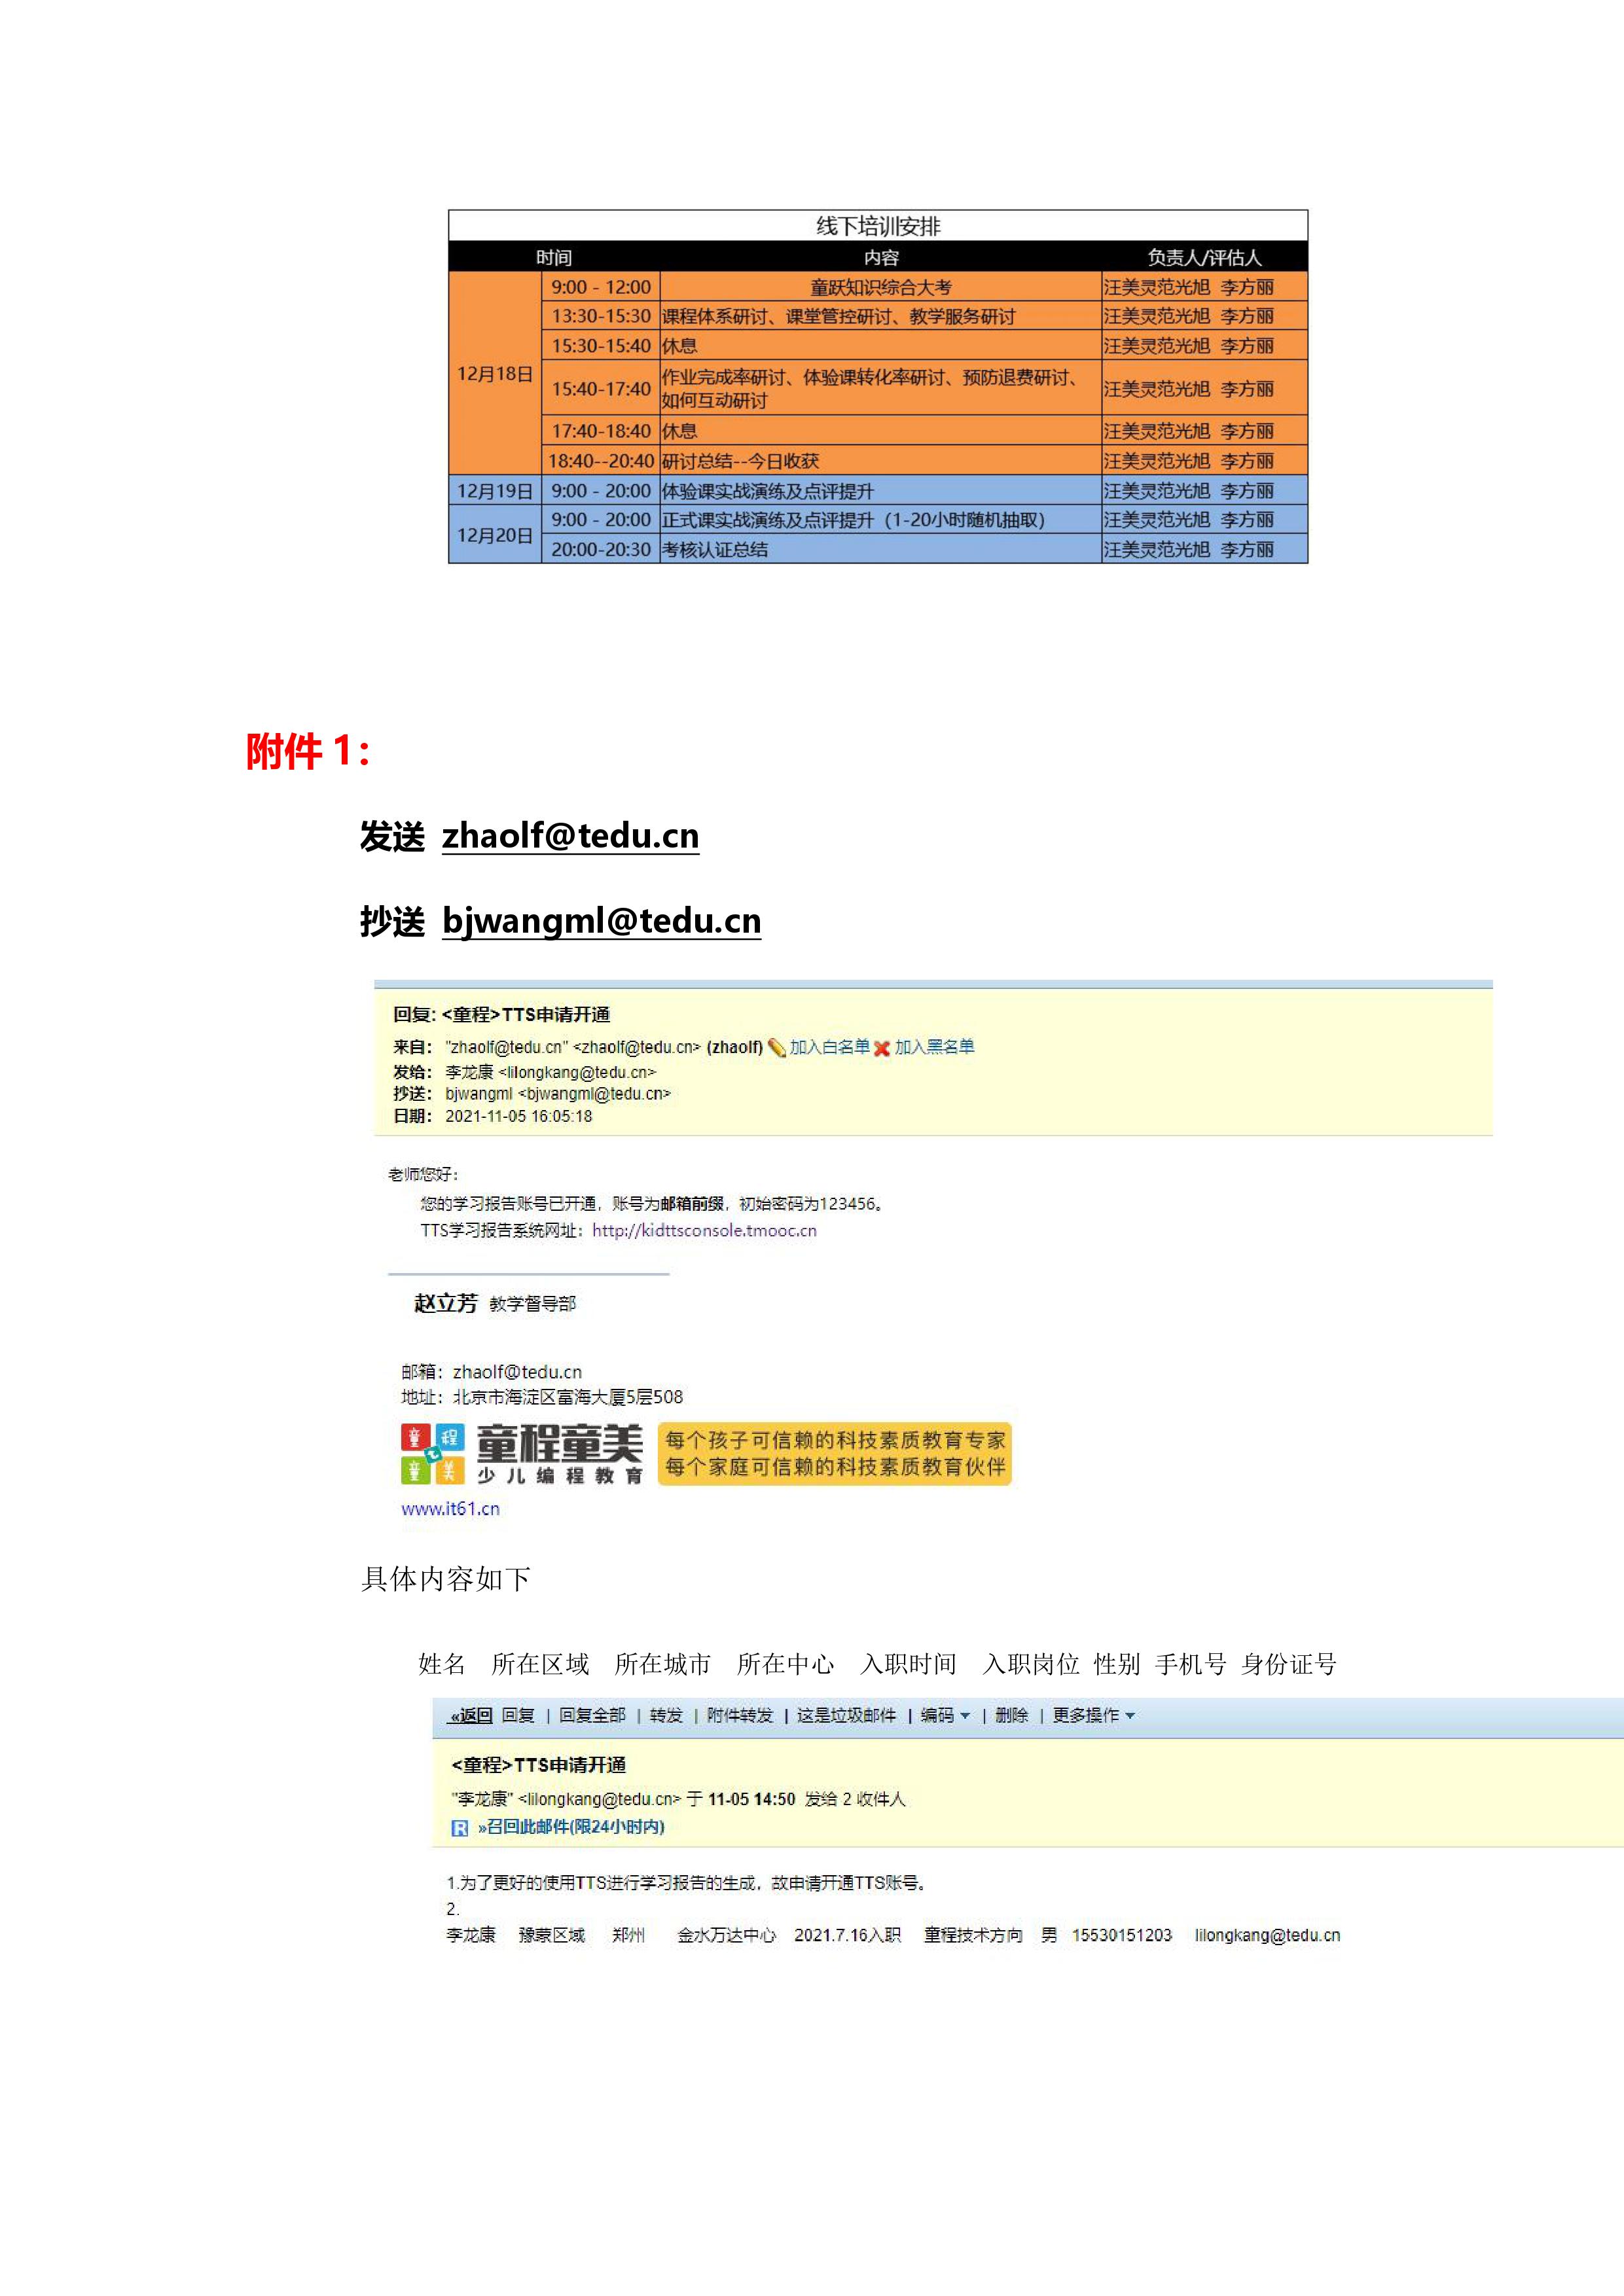 线下培训安排
时间 内容 负责人/评估人
12月18日 9:00 - 12:00 童跃知识综合大考 汪美灵范光旭 李方丽
13:30-15:30 课程体系研讨、课堂管控研讨、教学服务研讨 汪美灵范光旭 李方丽
15:30-15:40 休息 汪美灵范光旭 李方丽
15:40-17:40 作业完成率研讨、体验课转化率研讨、预防退费研讨、 汪美灵范光旭 李方丽
如何互动研讨
17:40-18:40 休息 汪美灵范光旭 李方丽
18:40--20:40 研讨总结--今日收获 汪美灵范光旭 李方丽
12月19日 9:00 - 20:00 体验课实战演练及点评提升 汪美灵范光旭 李方丽
12月20日 9:00 - 20:00 正式课实战演练及点评提升（1-20小时随机抽取） 汪美灵范光旭 李方丽
20:00-20:30 考核认证总结 汪美灵范光旭 李方丽
附件 1：
发送 zhaolf@tedu.cn
抄送 bjwangml@tedu.cn
回复: <童程>TTS申请开通
来自： "zhaolf@tedu.cn" <zhaolf@tedu.cn> (zhaolf) 加入白名单 加入黑名单
发给： 李龙康 <lilongkang@tedu.cn>
抄送： bjwangml <bjwangml@tedu.cn>
日期： 2021-11-05 16:05:18
老师您好：
您的学习报告账号已开通，账号为邮箱前缀，初始密码为123456。
TTS学习报告系统网址：http://kidttsconsole.tmooc.cn
赵立芳 教学督导部
邮箱：zhaolf@tedu.cn
地址：北京市海淀区富海大厦5层508
童 程 童 美
童程童美
少儿编程教育
每个孩子可信赖的科技素质教育专家
每个家庭可信赖的科技素质教育伙伴
www.it61.cn
具体内容如下
姓名 所在区域 所在城市 所在中心 入职时间 入职岗位 性别 手机号 身份证号
«返回 回复 | 回复全部 | 转发 | 附件转发 | 这是垃圾邮件 | 编码 | 删除 | 更多操作
<童程>TTS申请开通
"李龙康" <lilongkang@tedu.cn> 于 11-05 14:50 发给 2 收件人
R »召回此邮件(限24小时内)
1.为了更好的使用TTS进行学习报告的生成，故申请开通TTS账号。
2.
李龙康 豫蒙区域 郑州 金水万达中心 2021.7.16入职 童程技术方向 男 15530151203 lilongkang@tedu.cn